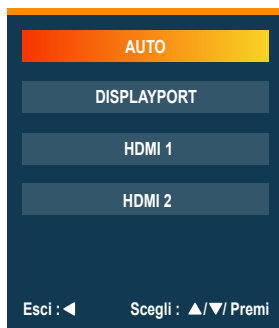 AUTO
DISPLAYPORT
HDMI 1
HDMI 2
Esci : ◀ Scegli : ▲/▼/ Premi